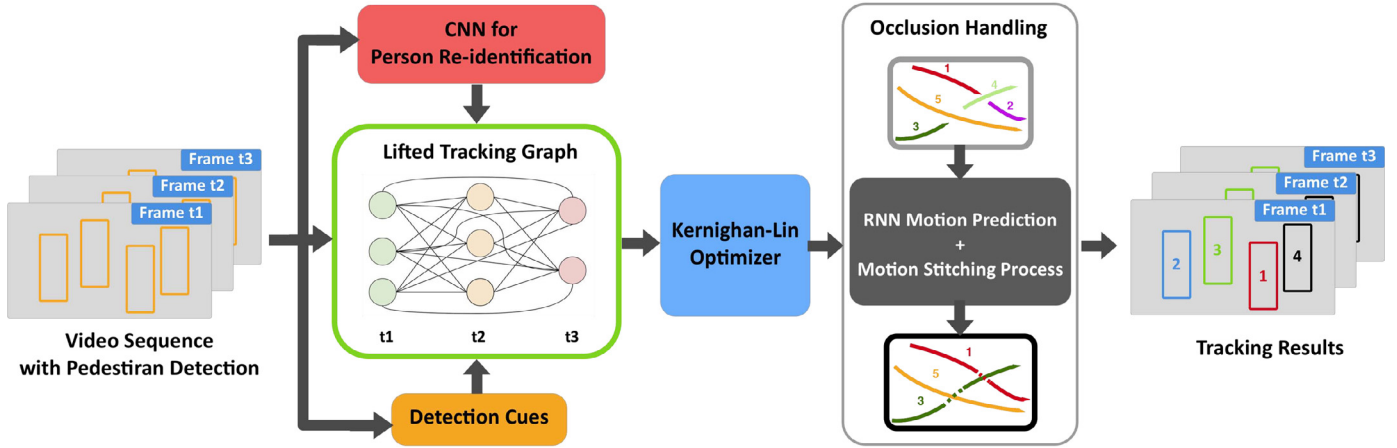 Frame t3
Frame t2
Frame t1
Video Sequence
with Pedestiran Detection
CNN for
Person Re-identification
Lifted Tracking Graph
t1 t2 t3
Detection Cues
Kernighan-Lin
Optimizer
Occlusion Handling
1
4
5
2
3
RNN Motion Prediction
+
Motion Stitching Process
1
5
3
Frame t3
Frame t2
Frame t1
2
3
1
4
Tracking Results